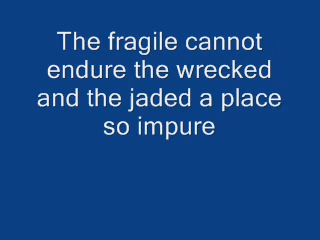 The fragile cannot
endure the wrecked
and the jaded a place
so impure